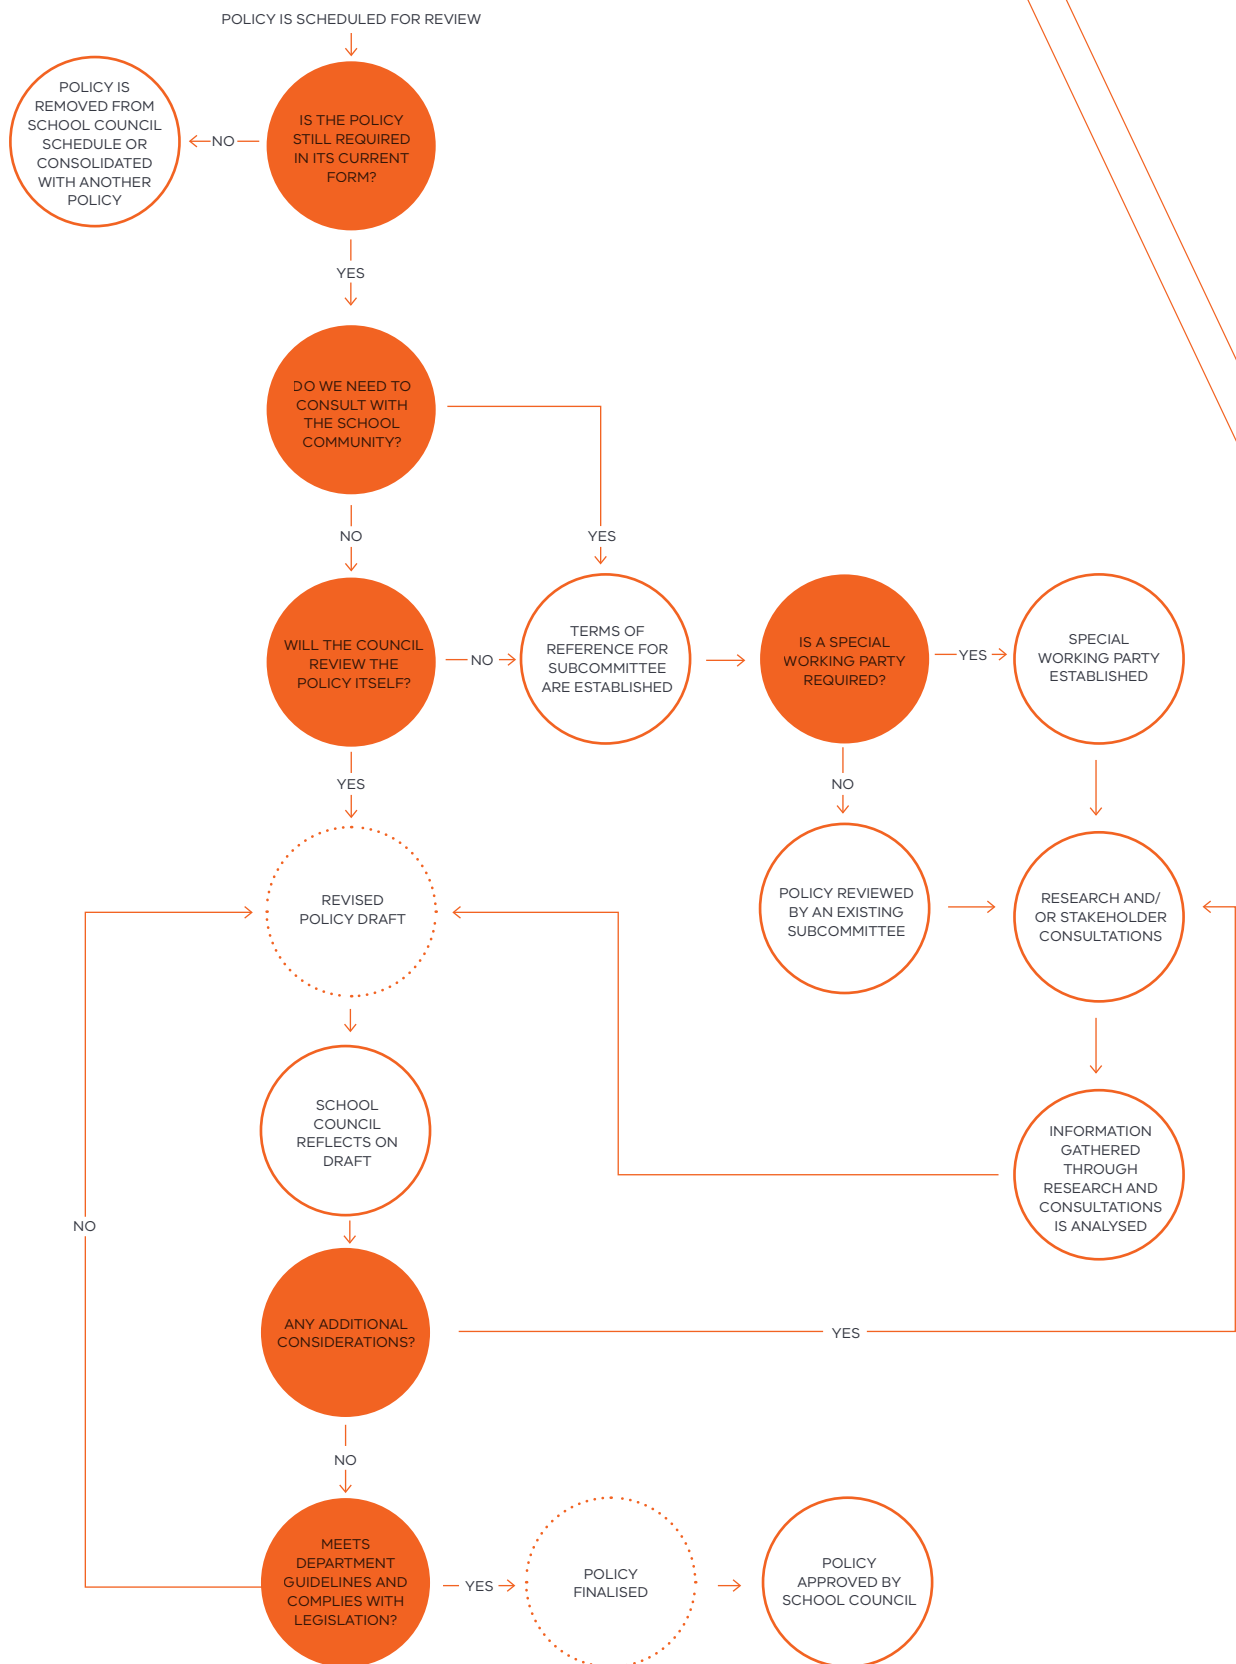 POLICY IS SCHEDULED FOR REVIEW
POLICY IS
REMOVED FROM
SCHOOL COUNCIL
SCHEDULE OR
CONSOLIDATED
WITH ANOTHER
POLICY
NO
IS THE POLICY
STILL REQUIRED
IN ITS CURRENT
FORM?
YES
DO WE NEED TO
CONSULT WITH
THE SCHOOL
COMMUNITY?
NO
YES
WILL THE COUNCIL
REVIEW THE
POLICY ITSELF?
NO
TERMS OF
REFERENCE FOR
SUBCOMMITTEE
ARE ESTABLISHED
IS A SPECIAL
WORKING PARTY
REQUIRED?
YES
SPECIAL
WORKING PARTY
ESTABLISHED
YES
NO
REVISED
POLICY DRAFT
POLICY REVIEWED
BY AN EXISTING
SUBCOMMITTEE
RESEARCH AND/
OR STAKEHOLDER
CONSULTATIONS
SCHOOL
COUNCIL
REFLECTS ON
DRAFT
INFORMATION
GATHERED
THROUGH
RESEARCH AND
CONSULTATIONS
IS ANALYSED
NO
ANY ADDITIONAL
CONSIDERATIONS?
YES
NO
MEETS
DEPARTMENT
GUIDELINES AND
COMPLIES WITH
LEGISLATION?
YES
POLICY
FINALISED
POLICY
APPROVED BY
SCHOOL COUNCIL